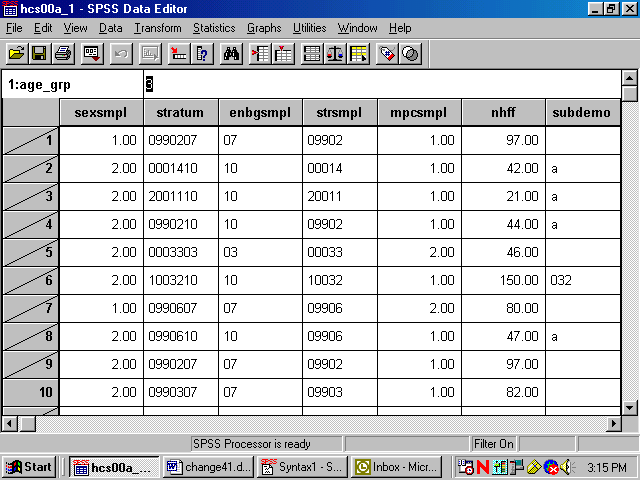 hcs00a_1 - SPSS Data Editor
File Edit View Data Transform Statistics Graphs Utilities Window Help
1:age_grp 3
sexsmpl stratum enbgsmpl strsmpl mpcsmpl nhff subdemo
1 1.00 0990207 07 09902 1.00 97.00
2 2.00 0001410 10 00014 1.00 42.00 a
3 2.00 2001110 10 20011 1.00 21.00 a
4 2.00 0990210 10 09902 1.00 44.00 a
5 2.00 0003303 03 00033 2.00 46.00
6 2.00 1003210 10 10032 1.00 150.00 032
7 1.00 0990607 07 09906 2.00 80.00
8 2.00 0990610 10 09906 1.00 47.00 a
9 2.00 0990207 07 09902 1.00 97.00
10 2.00 0990307 07 09903 1.00 82.00
SPSS Processor is ready Filter On
Start hcs00a_... change41.d... Syntax1 - S... Inbox - Micr... 3:15 PM